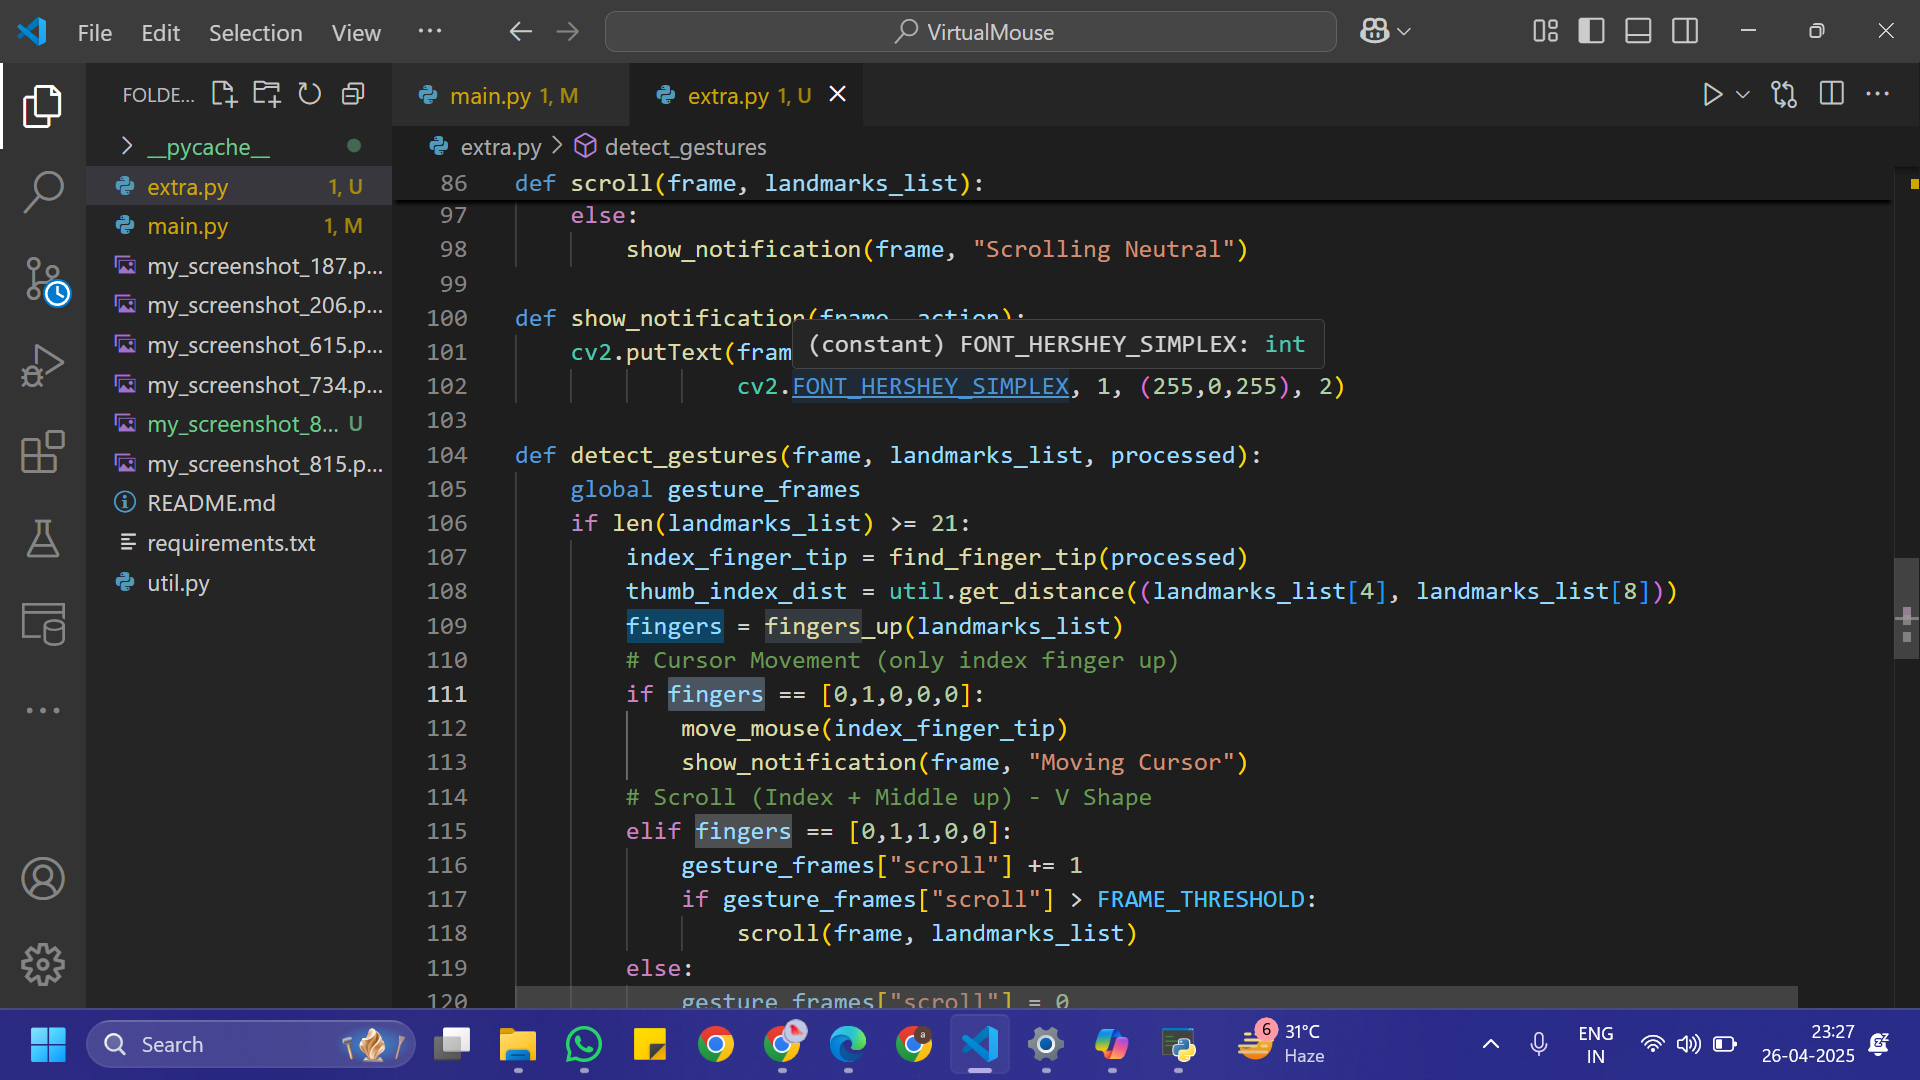 File Edit Selection View ···
VirtualMouse
FOLDE...
main.py 1, M
extra.py 1, U
__pycache__
extra.py 1, U
main.py 1, M
my_screenshot_187.p...
my_screenshot_206.p...
my_screenshot_615.p...
my_screenshot_734.p...
my_screenshot_8... U
my_screenshot_815.p...
README.md
requirements.txt
util.py
extra.py > detect_gestures
86 def scroll(frame, landmarks_list):
97 else:
98 show_notification(frame, "Scrolling Neutral")
99
100 def show_notification(frame, action):
101 cv2.putText(fram
(constant) FONT_HERSHEY_SIMPLEX: int
102 cv2.FONT_HERSHEY_SIMPLEX, 1, (255,0,255), 2)
103
104 def detect_gestures(frame, landmarks_list, processed):
105 global gesture_frames
106 if len(landmarks_list) >= 21:
107 index_finger_tip = find_finger_tip(processed)
108 thumb_index_dist = util.get_distance((landmarks_list[4], landmarks_list[8]))
109 fingers = fingers_up(landmarks_list)
110 # Cursor Movement (only index finger up)
111 if fingers == [0,1,0,0,0]:
112 move_mouse(index_finger_tip)
113 show_notification(frame, "Moving Cursor")
114 # Scroll (Index + Middle up) - V Shape
115 elif fingers == [0,1,1,0,0]:
116 gesture_frames["scroll"] += 1
117 if gesture_frames["scroll"] > FRAME_THRESHOLD:
118 scroll(frame, landmarks_list)
119 else:
120 gesture_frames["scroll"] = 0
Search
a
6
31°C
Haze
ENG
IN
23:27
26-04-2025